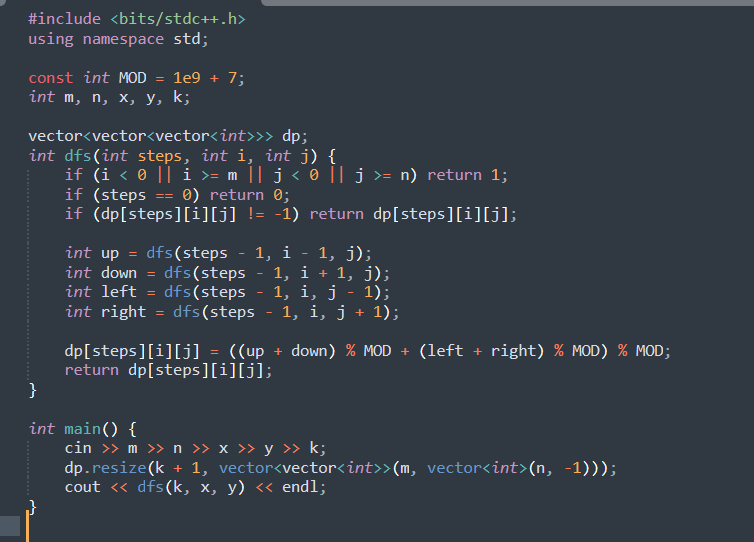 #include <bits/stdc++.h>
using namespace std;

const int MOD = 1e9 + 7;
int m, n, x, y, k;

vector<vector<vector<int>>> dp;
int dfs(int steps, int i, int j) {
    if (i < 0 || i >= m || j < 0 || j >= n) return 1;
    if (steps == 0) return 0;
    if (dp[steps][i][j] != -1) return dp[steps][i][j];

    int up = dfs(steps - 1, i - 1, j);
    int down = dfs(steps - 1, i + 1, j);
    int left = dfs(steps - 1, i, j - 1);
    int right = dfs(steps - 1, i, j + 1);

    dp[steps][i][j] = ((up + down) % MOD + (left + right) % MOD) % MOD;
    return dp[steps][i][j];
}

int main() {
    cin >> m >> n >> x >> y >> k;
    dp.resize(k + 1, vector<vector<int>>(m, vector<int>(n, -1)));
    cout << dfs(k, x, y) << endl;
}